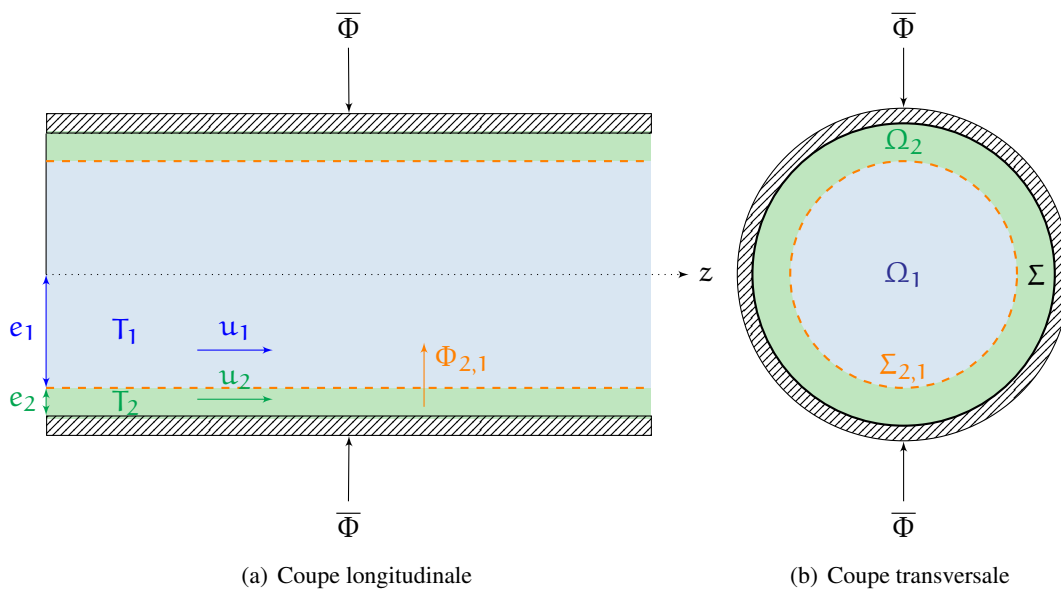 Φ̅
Φ̅
Ω₂
z
Ω₁
Σ
e₁
T₁
u₁
Φ₂,₁
Σ₂,₁
u₂
e₂
T₂
Φ̅
Φ̅
(a) Coupe longitudinale
(b) Coupe transversale